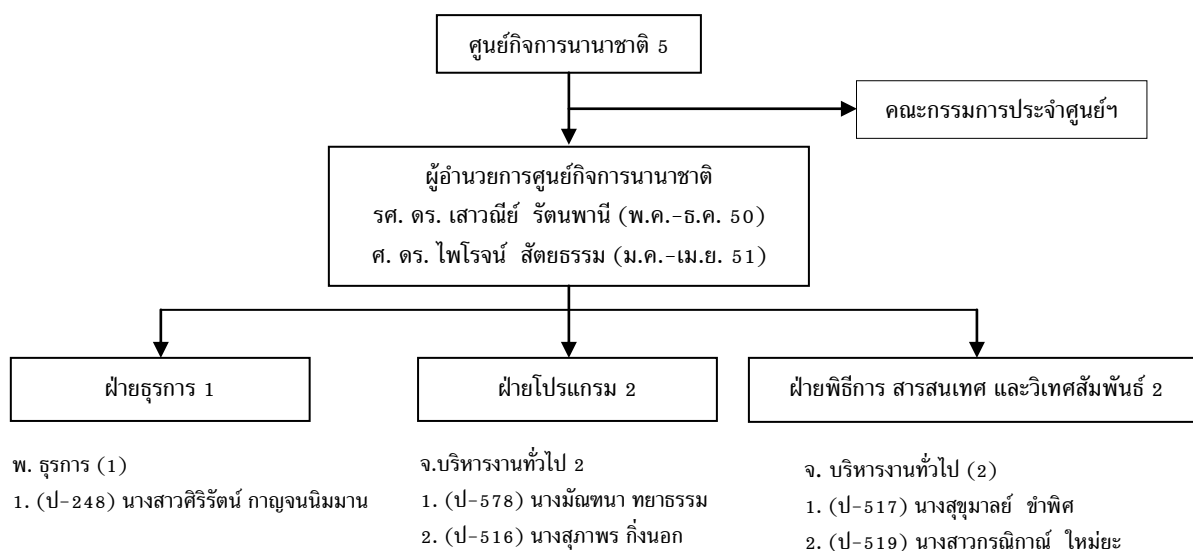 ศูนย์กิจการนานาชาติ 5
คณะกรรมการประจำศูนย์ฯ
ผู้อำนวยการศูนย์กิจการนานาชาติ
รศ. ดร. เสาวณีย์ รัตนพานี (พ.ค.-ธ.ค. 50)
ศ. ดร. ไพโรจน์ สัตยธรรม (ม.ค.-เม.ย. 51)
ฝ่ายธุรการ 1
ฝ่ายโปรแกรม 2
ฝ่ายพิธีการ สารสนเทศ และวิเทศสัมพันธ์ 2
พ. ธุรการ (1)
1. (ป-248) นางสาวศิริรัตน์ กาญจนนิมมาน
จ.บริหารงานทั่วไป 2
1. (ป-578) นางมัณฑนา ทยาธรรม
2. (ป-516) นางสุภาพร กิ่งนอก
จ. บริหารงานทั่วไป (2)
1. (ป-517) นางสุขุมาลย์ ขำพิศ
2. (ป-519) นางสาวกรณิกาณ์ ใหม่ยะ